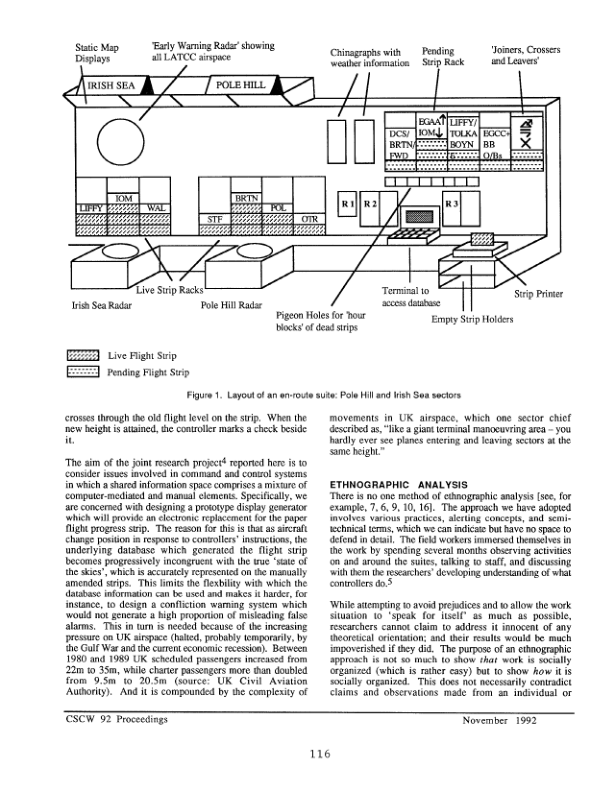 Static Map
Displays
'Early Warning Radar' showing
all LATCC airspace
Chinagraphs with
weather information
Pending
Strip Rack
'Joiners, Crossers
and Leavers'
IRISH SEA
POLE HILL
EGAA
IOM
LIFFY/
TOLKA
BOYN
DCS/
BRTN/
FWD
EGCC+
BB
O/Bs
IOM
LIFFY
WAL
BRTN
POL
STF
OTR
R 1
R 2
R 3
Live Strip Racks
Irish Sea Radar
Pole Hill Radar
Pigeon Holes for 'hour
blocks' of dead strips
Terminal to
access database
Strip Printer
Empty Strip Holders
Live Flight Strip
Pending Flight Strip
Figure 1. Layout of an en-route suite: Pole Hill and Irish Sea sectors
crosses through the old flight level on the strip. When the
new height is attained, the controller marks a check beside
it.
The aim of the joint research project4 reported here is to
consider issues involved in command and control systems
in which a shared information space comprises a mixture of
computer-mediated and manual elements. Specifically, we
are concerned with designing a prototype display generator
which will provide an electronic replacement for the paper
flight progress strip. The reason for this is that as aircraft
change position in response to controllers' instructions, the
underlying database which generated the flight strip
becomes progressively incongruent with the true 'state of
the skies', which is accurately represented on the manually
amended strips. This limits the flexbility with which the
database information can be used and makes it harder, for
instance, to design a confliction warning system which
would not generate a high proportion of misleading false
alarms. This in turn is needed because of the increasing
pressure on UK airspace (halted, probably temporarily, by
the Gulf War and the current economic recession). Between
1980 and 1989 UK scheduled passengers increased from
22m to 35m, while charter passengers more than doubled
from 9.5m to 20.5m (source: UK Civil Aviation
Authority). And it is compounded by the complexity of
movements in UK airspace, which one sector chief
described as, "like a giant terminal manoeuvring area – you
hardly ever see planes entering and leaving sectors at the
same height."
ETHNOGRAPHIC ANALYSIS
There is no one method of ethnographic analysis [see, for
example, 7, 6, 9, 10, 16]. The approach we have adopted
involves various practices, alerting concepts, and semi-
technical terms, which we can indicate but have no space to
defend in detail. The field workers immersed themselves in
the work by spending several months observing activities
on and around the suites, talking to staff, and discussing
with them the researchers' developing understanding of what
controllers do.5
While attempting to avoid prejudices and to allow the work
situation to 'speak for itself' as much as possible,
researchers cannot claim to address it innocent of any
theoretical orientation; and their results would be much
impoverished if they did. The purpose of an ethnographic
approach is not so much to show that work is socially
organized (which is rather easy) but to show how it is
socially organized. This does not necessarily contradict
claims and observations made from an individual or
CSCW 92 Proceedings
November 1992
116